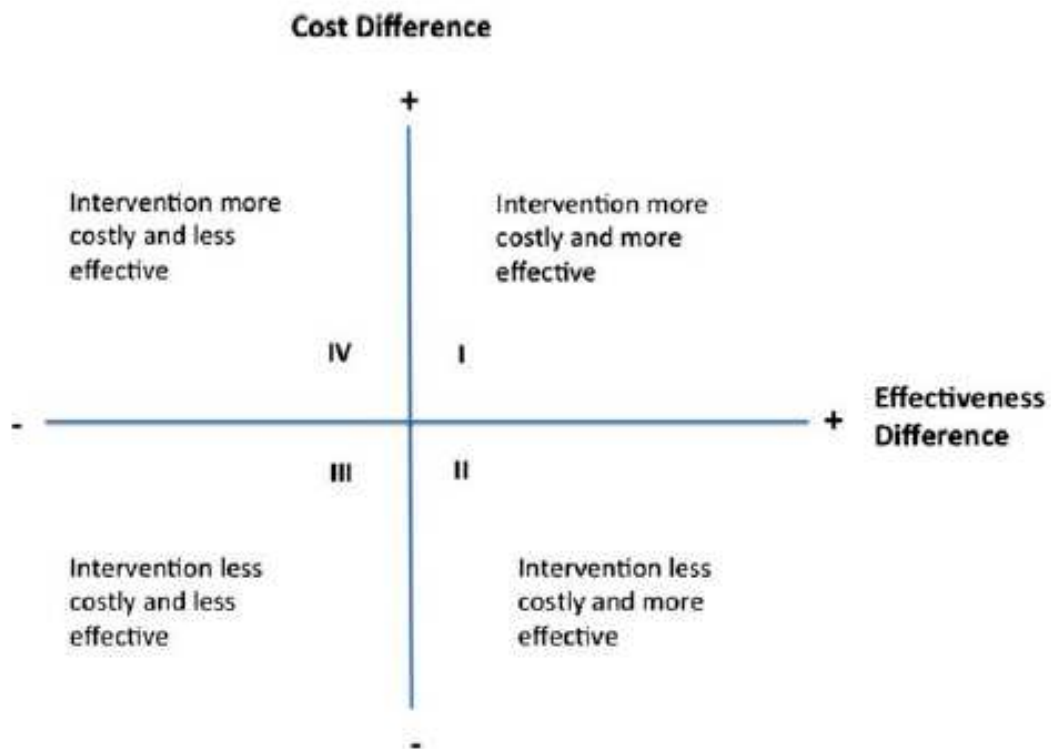 Cost Difference
+
Intervention more
costly and less
effective
Intervention more
costly and more
effective
IV
I
-
+
Effectiveness
Difference
III
II
Intervention less
costly and less
effective
Intervention less
costly and more
effective
-